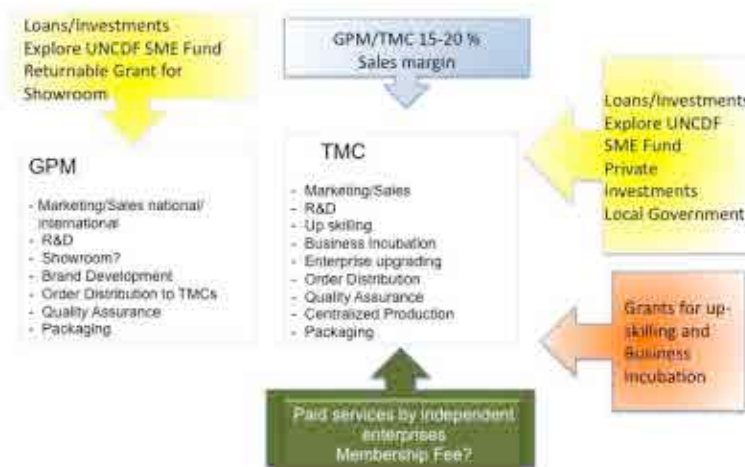 Loans/Investments
Explore UNCDF SME Fund
Returnable Grant for
Showroom
GPM/TMC 15-20 %
Sales margin
Loans/Investments
Explore UNCDF
SME Fund
Private
Investments
Local Government
GPM
- Marketing/Sales national/
international
- R&D
- Showroom?
- Brand Development
- Order Distribution to TMCs
- Quality Assurance
- Packaging
TMC
- Marketing/Sales
- R&D
- Up skilling
- Business Incubation
- Enterprise upgrading
- Order Distribution
- Quality Assurance
- Centralized Production
- Packaging
Grants for up-
skilling and
Business
Incubation
Paid services by independent
enterprises
Membership Fee?